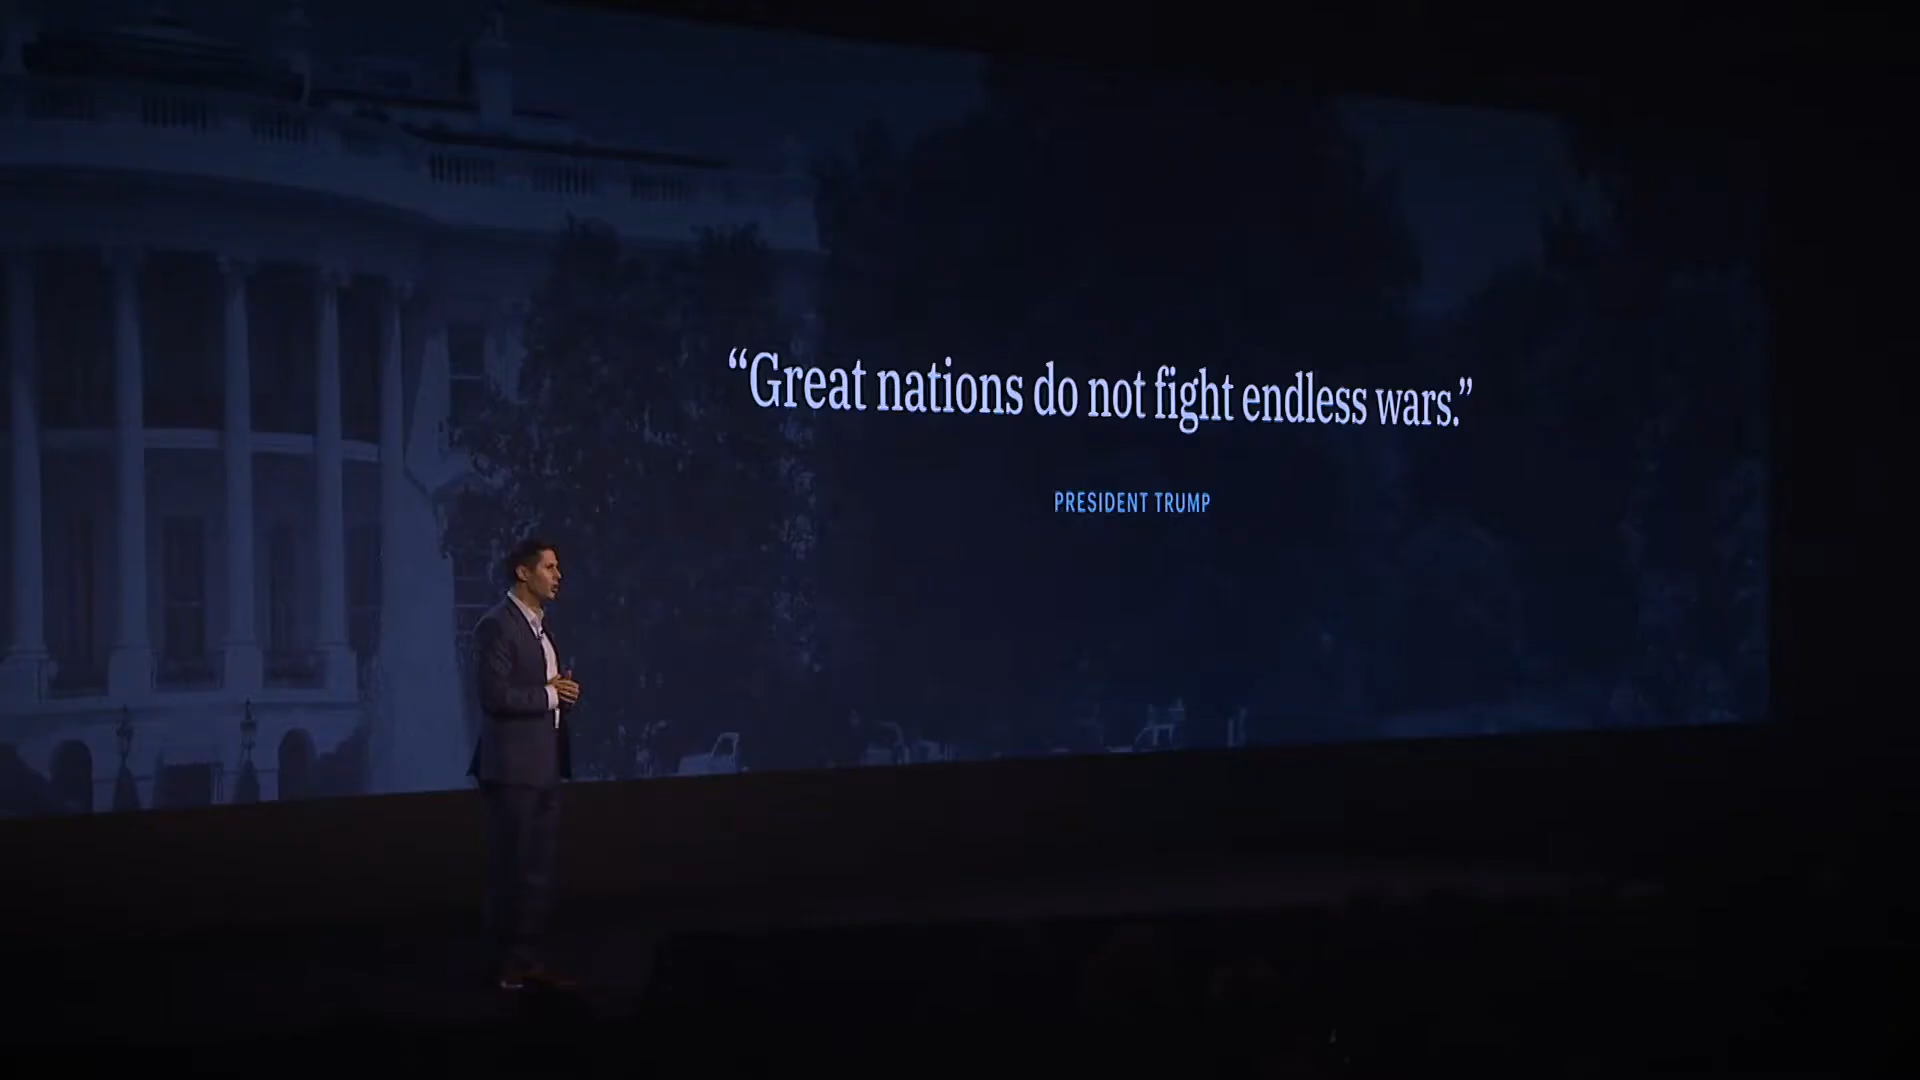 “Great nations do not fight endless wars.”
PRESIDENT TRUMP